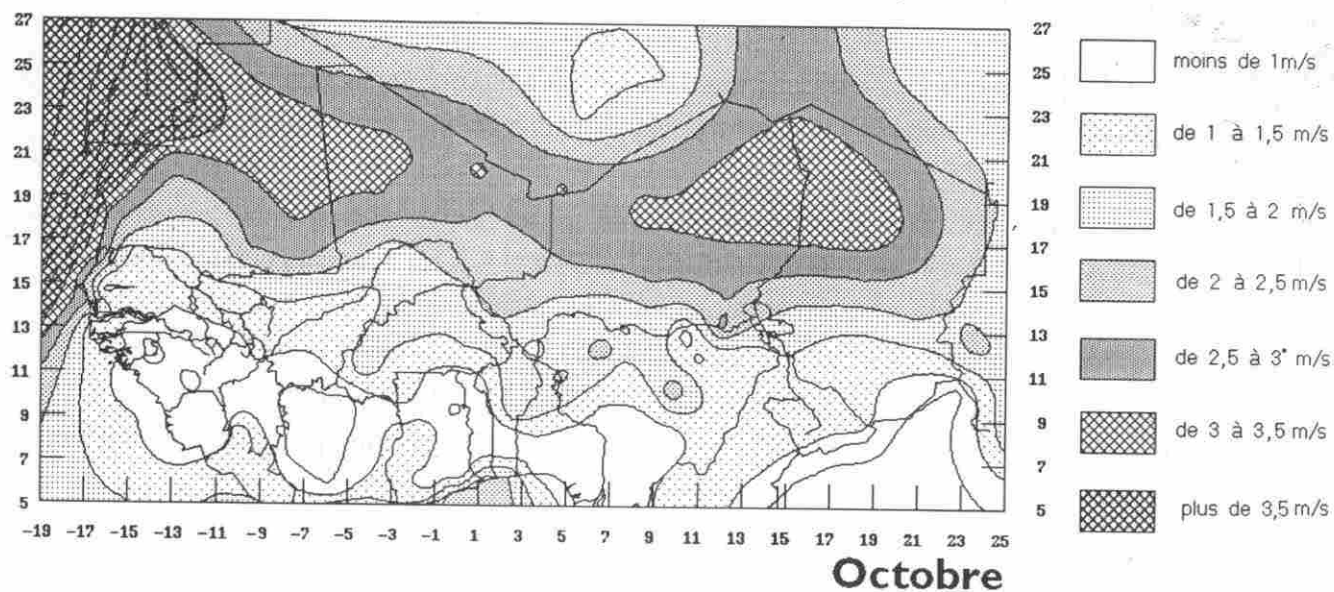 27
25
23
21
19
17
15
13
11
9
7
5
-19 -17 -15 -13 -11 -9 -7 -5 -3 -1 1 3 5 7 9 11 13 15 17 19 21 23 25
27
25
23
21
19
17
15
13
11
9
7
5
Octobre
moins de 1m/s
de 1 à 1,5 m/s
de 1,5 à 2 m/s
de 2 à 2,5 m/s
de 2,5 à 3 m/s
de 3 à 3,5 m/s
plus de 3,5 m/s